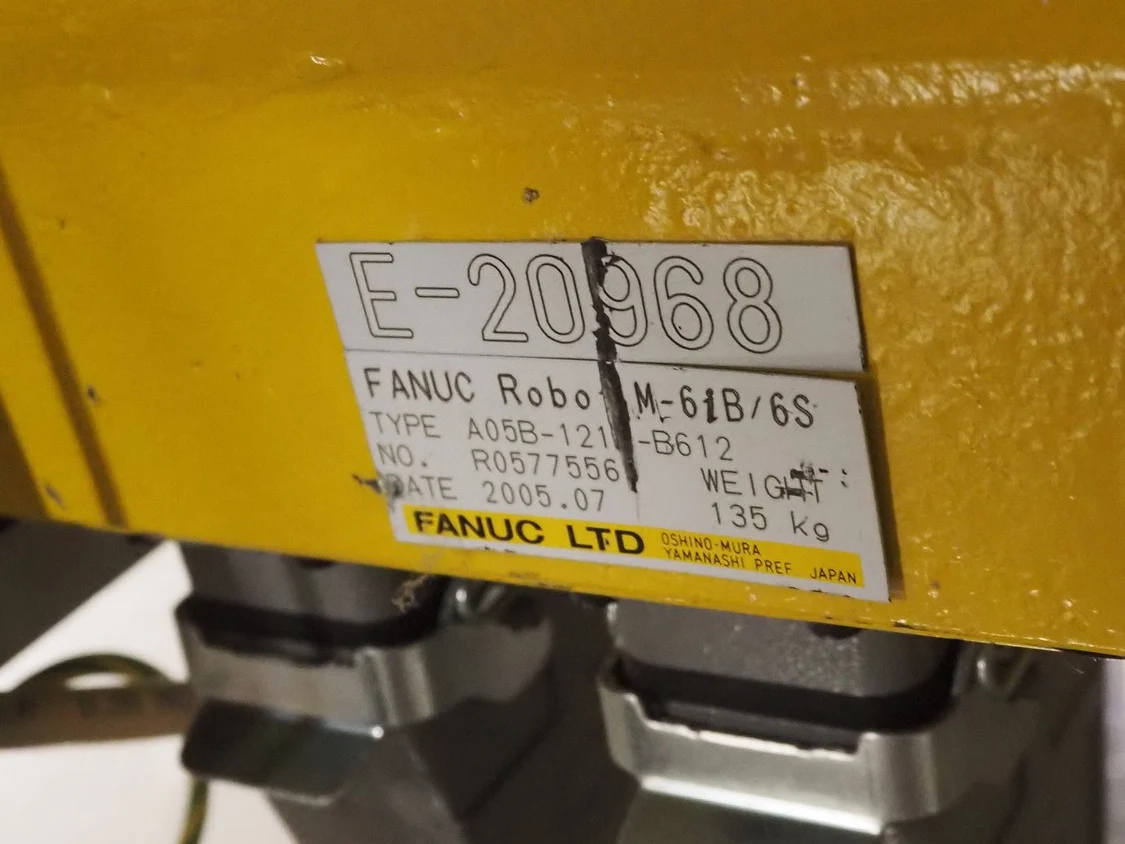 E-20968
FANUC Robot M-6iB/6S
TYPE A05B-121 -B612
NO. R0577556
WEIGHT
DATE 2005.07
135 kg
FANUC LTD
OSHINO-MURA
YAMANASHI PREF. JAPAN